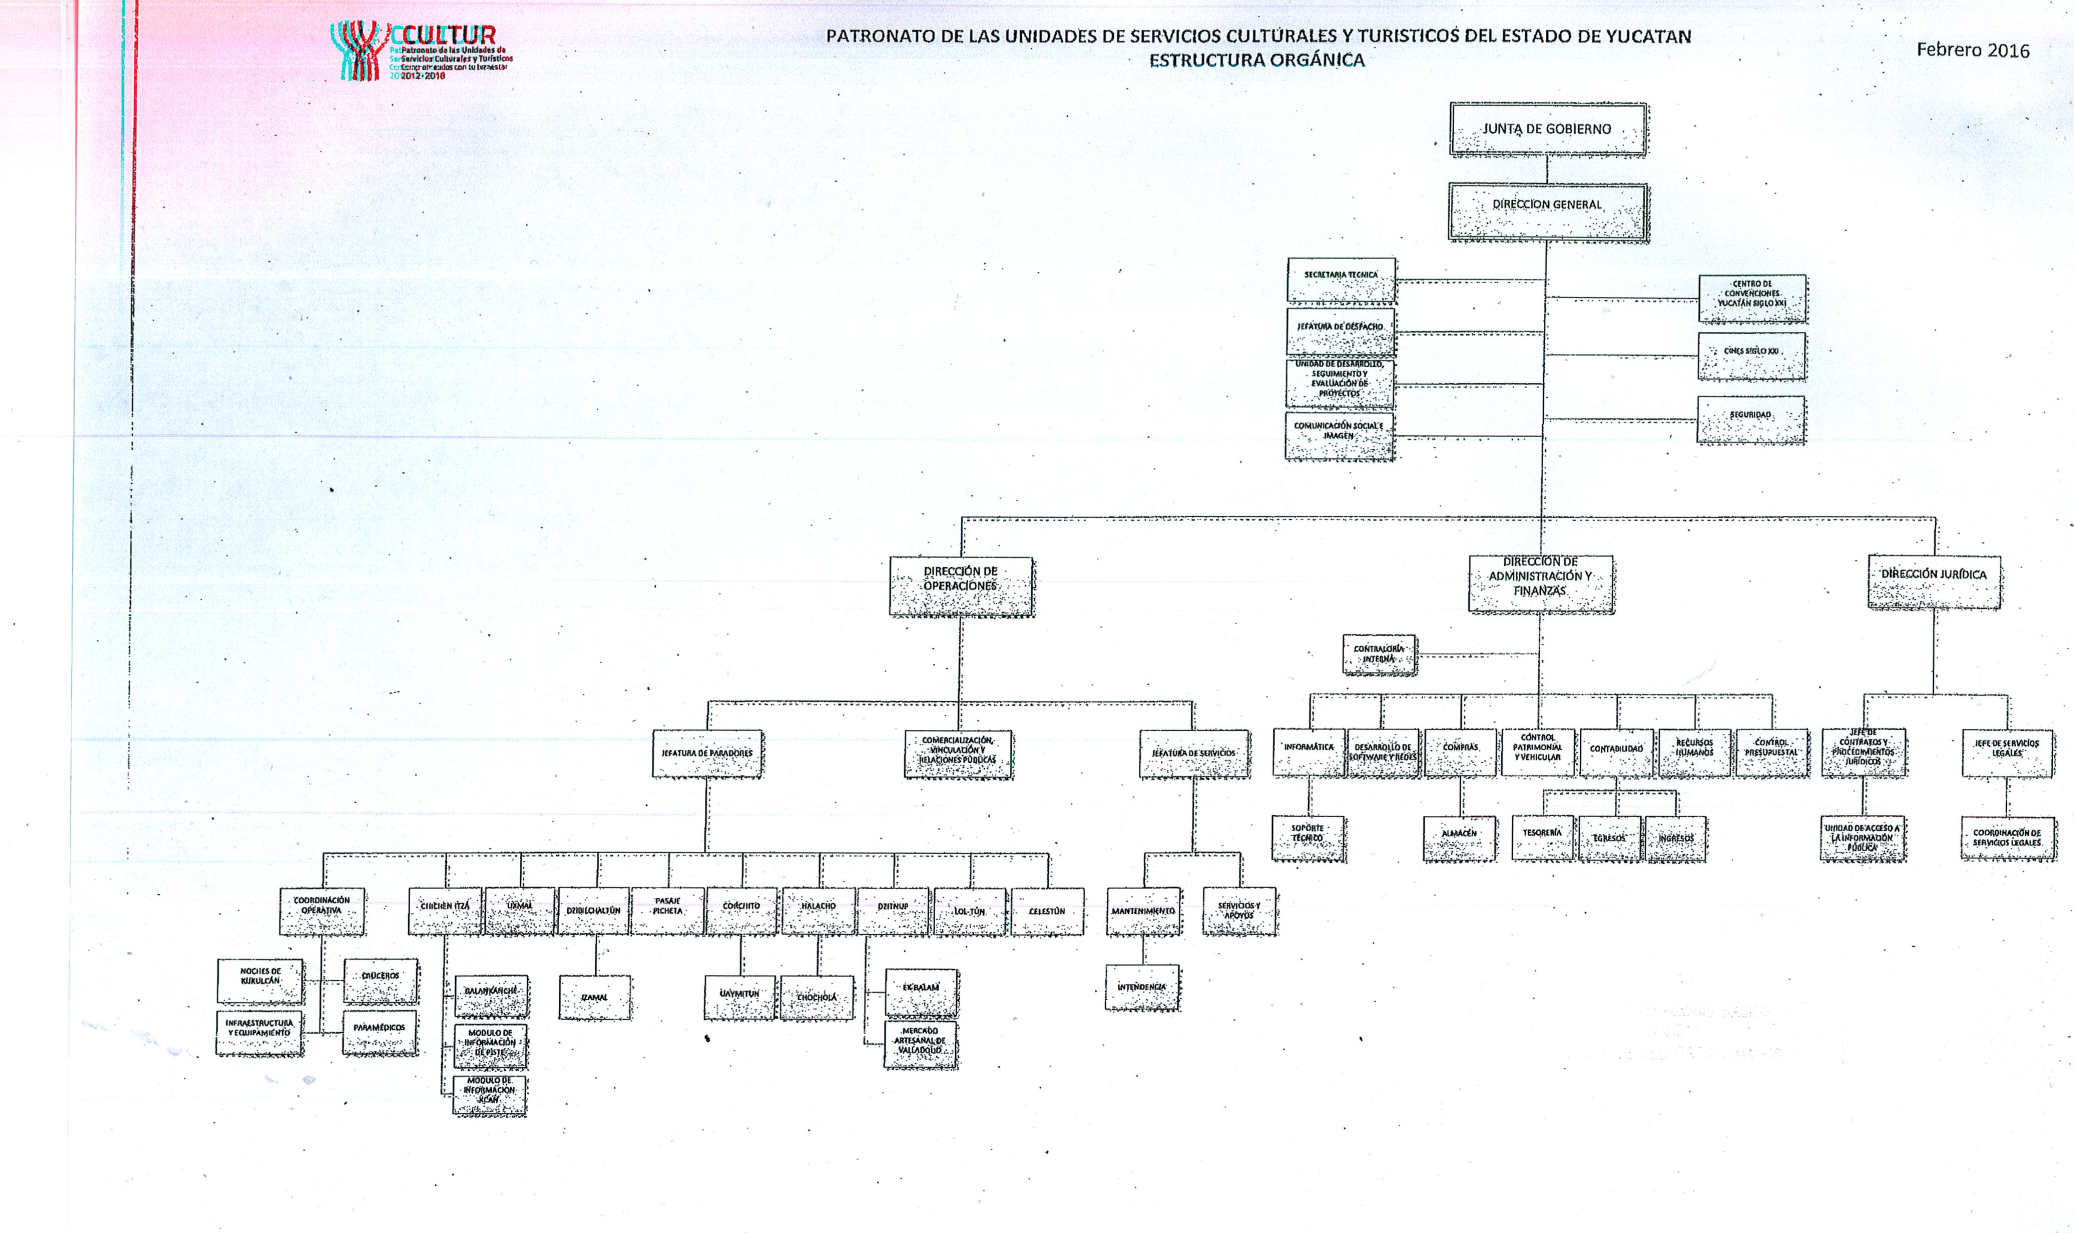 CULTUR
Patronato de las Unidades de
Servicios Culturales y Turísticos
Comprometidos con tu bienestar
2012-2018
PATRONATO DE LAS UNIDADES DE SERVICIOS CULTURALES Y TURISTICOS DEL ESTADO DE YUCATAN
ESTRUCTURA ORGÁNICA
Febrero 2016
JUNTA DE GOBIERNO
DIRECCION GENERAL
SECRETARIA TECNICA
JEFATURA DE DESPACHO
UNIDAD DE DESARROLLO,
SEGUIMIENTO Y
EVALUACIÓN DE
PROYECTOS
COMUNICACIÓN SOCIAL E
IMAGEN
CENTRO DE
CONVENCIONES
YUCATÁN SIGLO XXI
CINES SIGLO XXI
SEGURIDAD
DIRECCIÓN DE
OPERACIONES
DIRECCIÓN DE
ADMINISTRACIÓN Y
FINANZAS
DIRECCIÓN JURÍDICA
CONTRALORÍA
INTERNA
JEFATURA DE PARADORES
COMERCIALIZACIÓN,
VINCULACIÓN Y
RELACIONES PÚBLICAS
JEFATURA DE SERVICIOS
INFORMÁTICA
DESARROLLO DE
SOFTWARE Y REDES
COMPRAS
CONTROL
PATRIMONIAL
Y VEHICULAR
CONTABILIDAD
RECURSOS
HUMANOS
CONTROL
PRESUPUESTAL
JEFE DE
CONTRATOS Y
PROCEDIMIENTOS
JURÍDICOS
JEFE DE SERVICIOS
LEGALES
SOPORTE
TÉCNICO
ALMACÉN
TESORERÍA
EGRESOS
INGRESOS
UNIDAD DE ACCESO A
LA INFORMACIÓN
PÚBLICA
COORDINACIÓN DE
SERVICIOS LEGALES
COORDINACIÓN
OPERATIVA
CHICHEN ITZÁ
UXMAL
DZIBILCHALTÚN
PASAJE
PICHETA
CORCHITO
HALACHO
DZITNUP
LOL-TÚN
CELESTÚN
MANTENIMIENTO
SERVICIOS Y
APOYOS
NOCHES DE
KUKULCÁN
CRUCEROS
INFRAESTRUCTURA
Y EQUIPAMIENTO
PARAMÉDICOS
BALANKANCHÉ
MODULO DE
INFORMACIÓN
DE PISTÉ
MODULO DE
INFORMACIÓN
XCAN
IZAMAL
UAYMITUN
CHOCHOLÁ
EK BALAM
MERCADO
ARTESANAL DE
VALLADOLID
INTENDENCIA